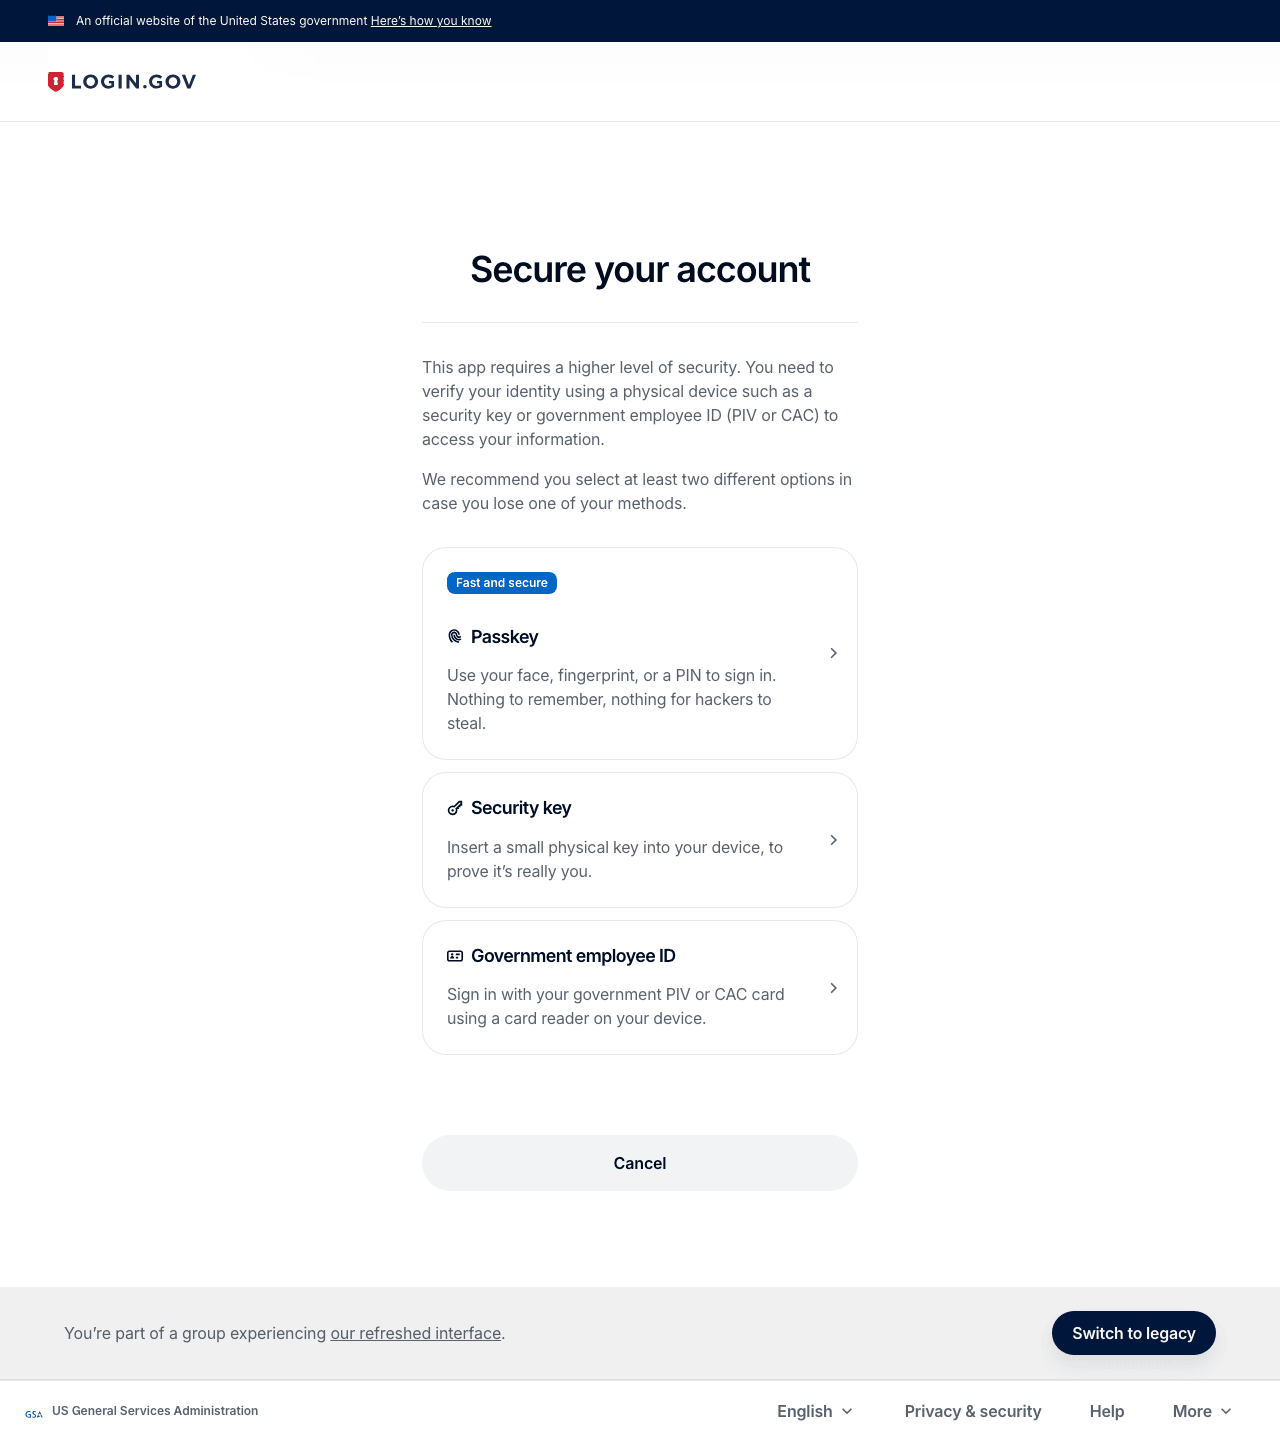 An official website of the United States government Here’s how you know
LOGIN.GOV
Secure your account
This app requires a higher level of security. You need to
verify your identity using a physical device such as a
security key or government employee ID (PIV or CAC) to
access your information.
We recommend you select at least two different options in
case you lose one of your methods.
Fast and secure
Passkey
Use your face, fingerprint, or a PIN to sign in.
Nothing to remember, nothing for hackers to
steal.
Security key
Insert a small physical key into your device, to
prove it’s really you.
Government employee ID
Sign in with your government PIV or CAC card
using a card reader on your device.
Cancel
You’re part of a group experiencing our refreshed interface.
Switch to legacy
GSA US General Services Administration
English
Privacy & security
Help
More